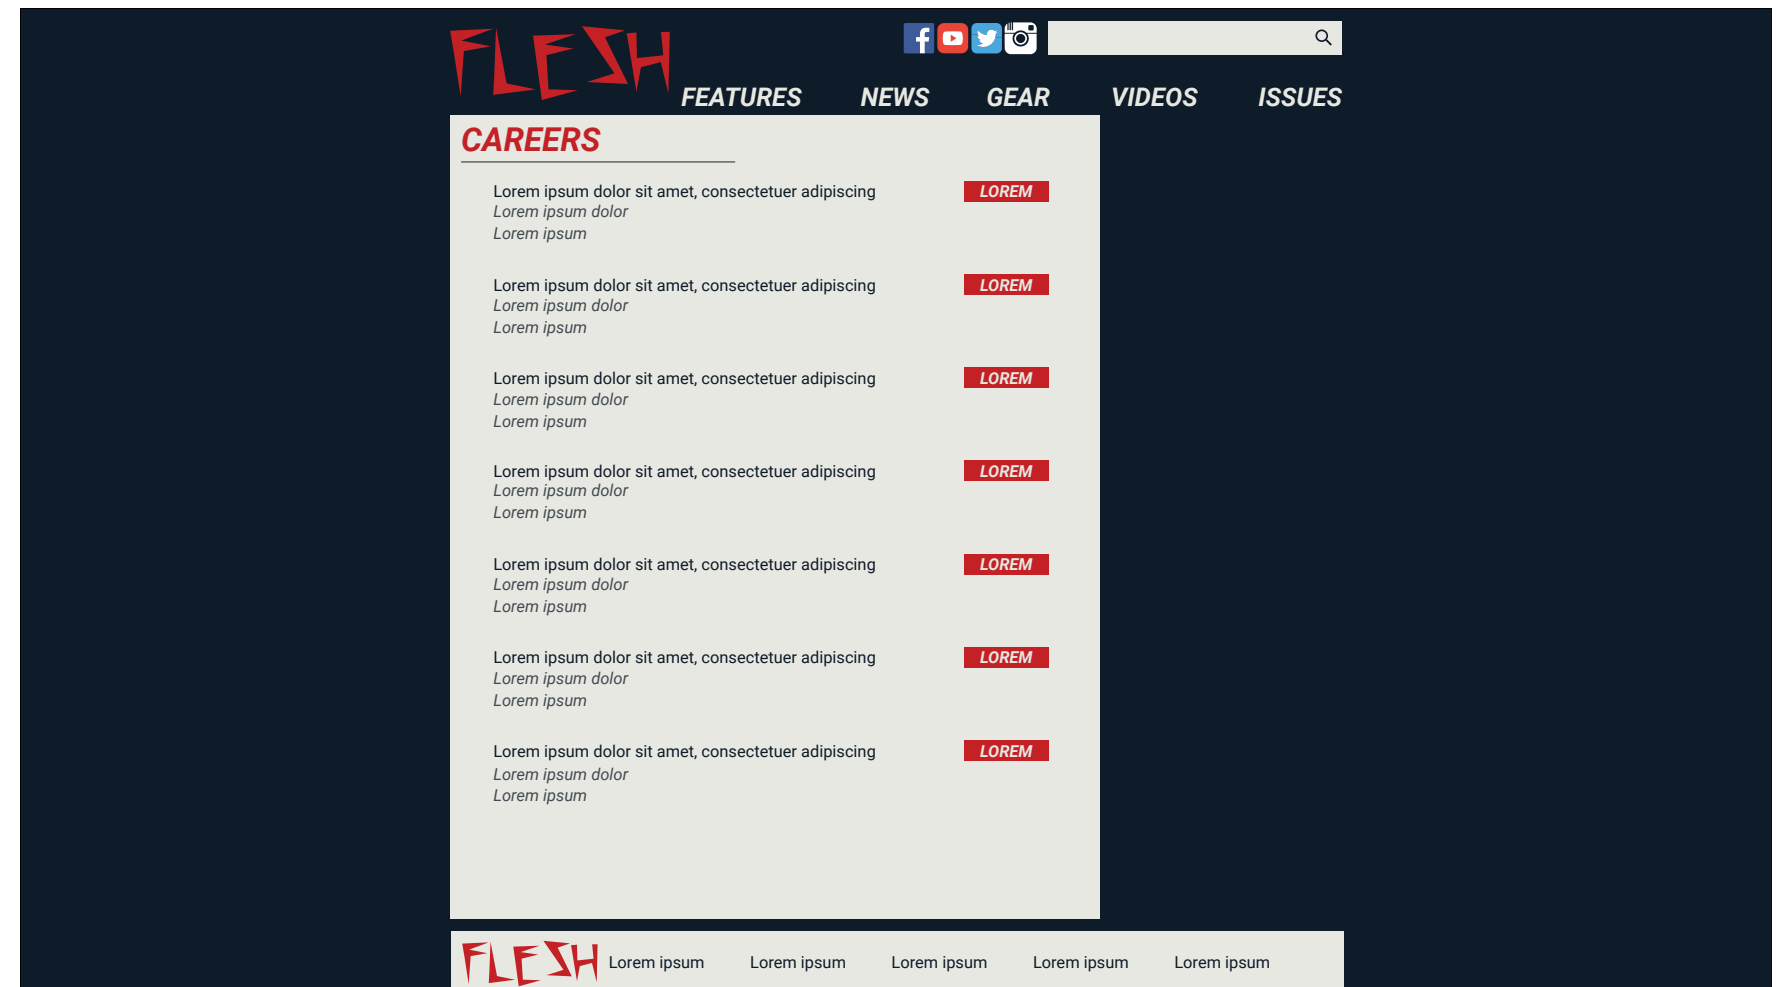 FLESH
FEATURES NEWS GEAR VIDEOS ISSUES
CAREERS
Lorem ipsum dolor sit amet, consectetuer adipiscing LOREM
Lorem ipsum dolor
Lorem ipsum
Lorem ipsum dolor sit amet, consectetuer adipiscing LOREM
Lorem ipsum dolor
Lorem ipsum
Lorem ipsum dolor sit amet, consectetuer adipiscing LOREM
Lorem ipsum dolor
Lorem ipsum
Lorem ipsum dolor sit amet, consectetuer adipiscing LOREM
Lorem ipsum dolor
Lorem ipsum
Lorem ipsum dolor sit amet, consectetuer adipiscing LOREM
Lorem ipsum dolor
Lorem ipsum
Lorem ipsum dolor sit amet, consectetuer adipiscing LOREM
Lorem ipsum dolor
Lorem ipsum
Lorem ipsum dolor sit amet, consectetuer adipiscing LOREM
Lorem ipsum dolor
Lorem ipsum
FLESH Lorem ipsum Lorem ipsum Lorem ipsum Lorem ipsum Lorem ipsum